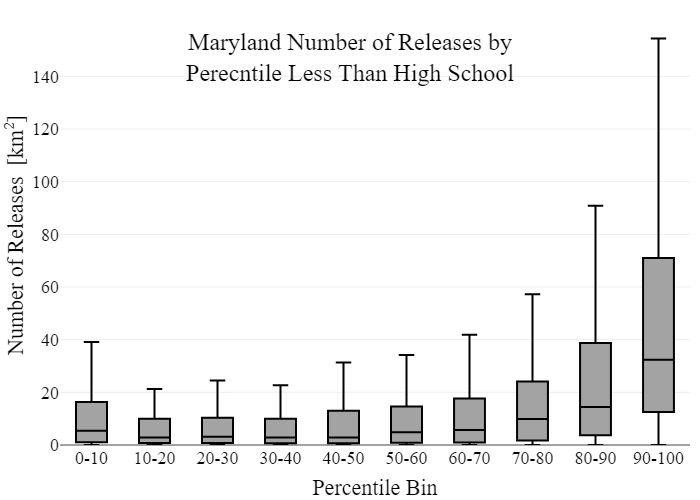 Maryland Number of Releases by
Perecntile Less Than High School
Number of Releases [km²]
140
120
100
80
60
40
20
0
0-10 10-20 20-30 30-40 40-50 50-60 60-70 70-80 80-90 90-100
Percentile Bin